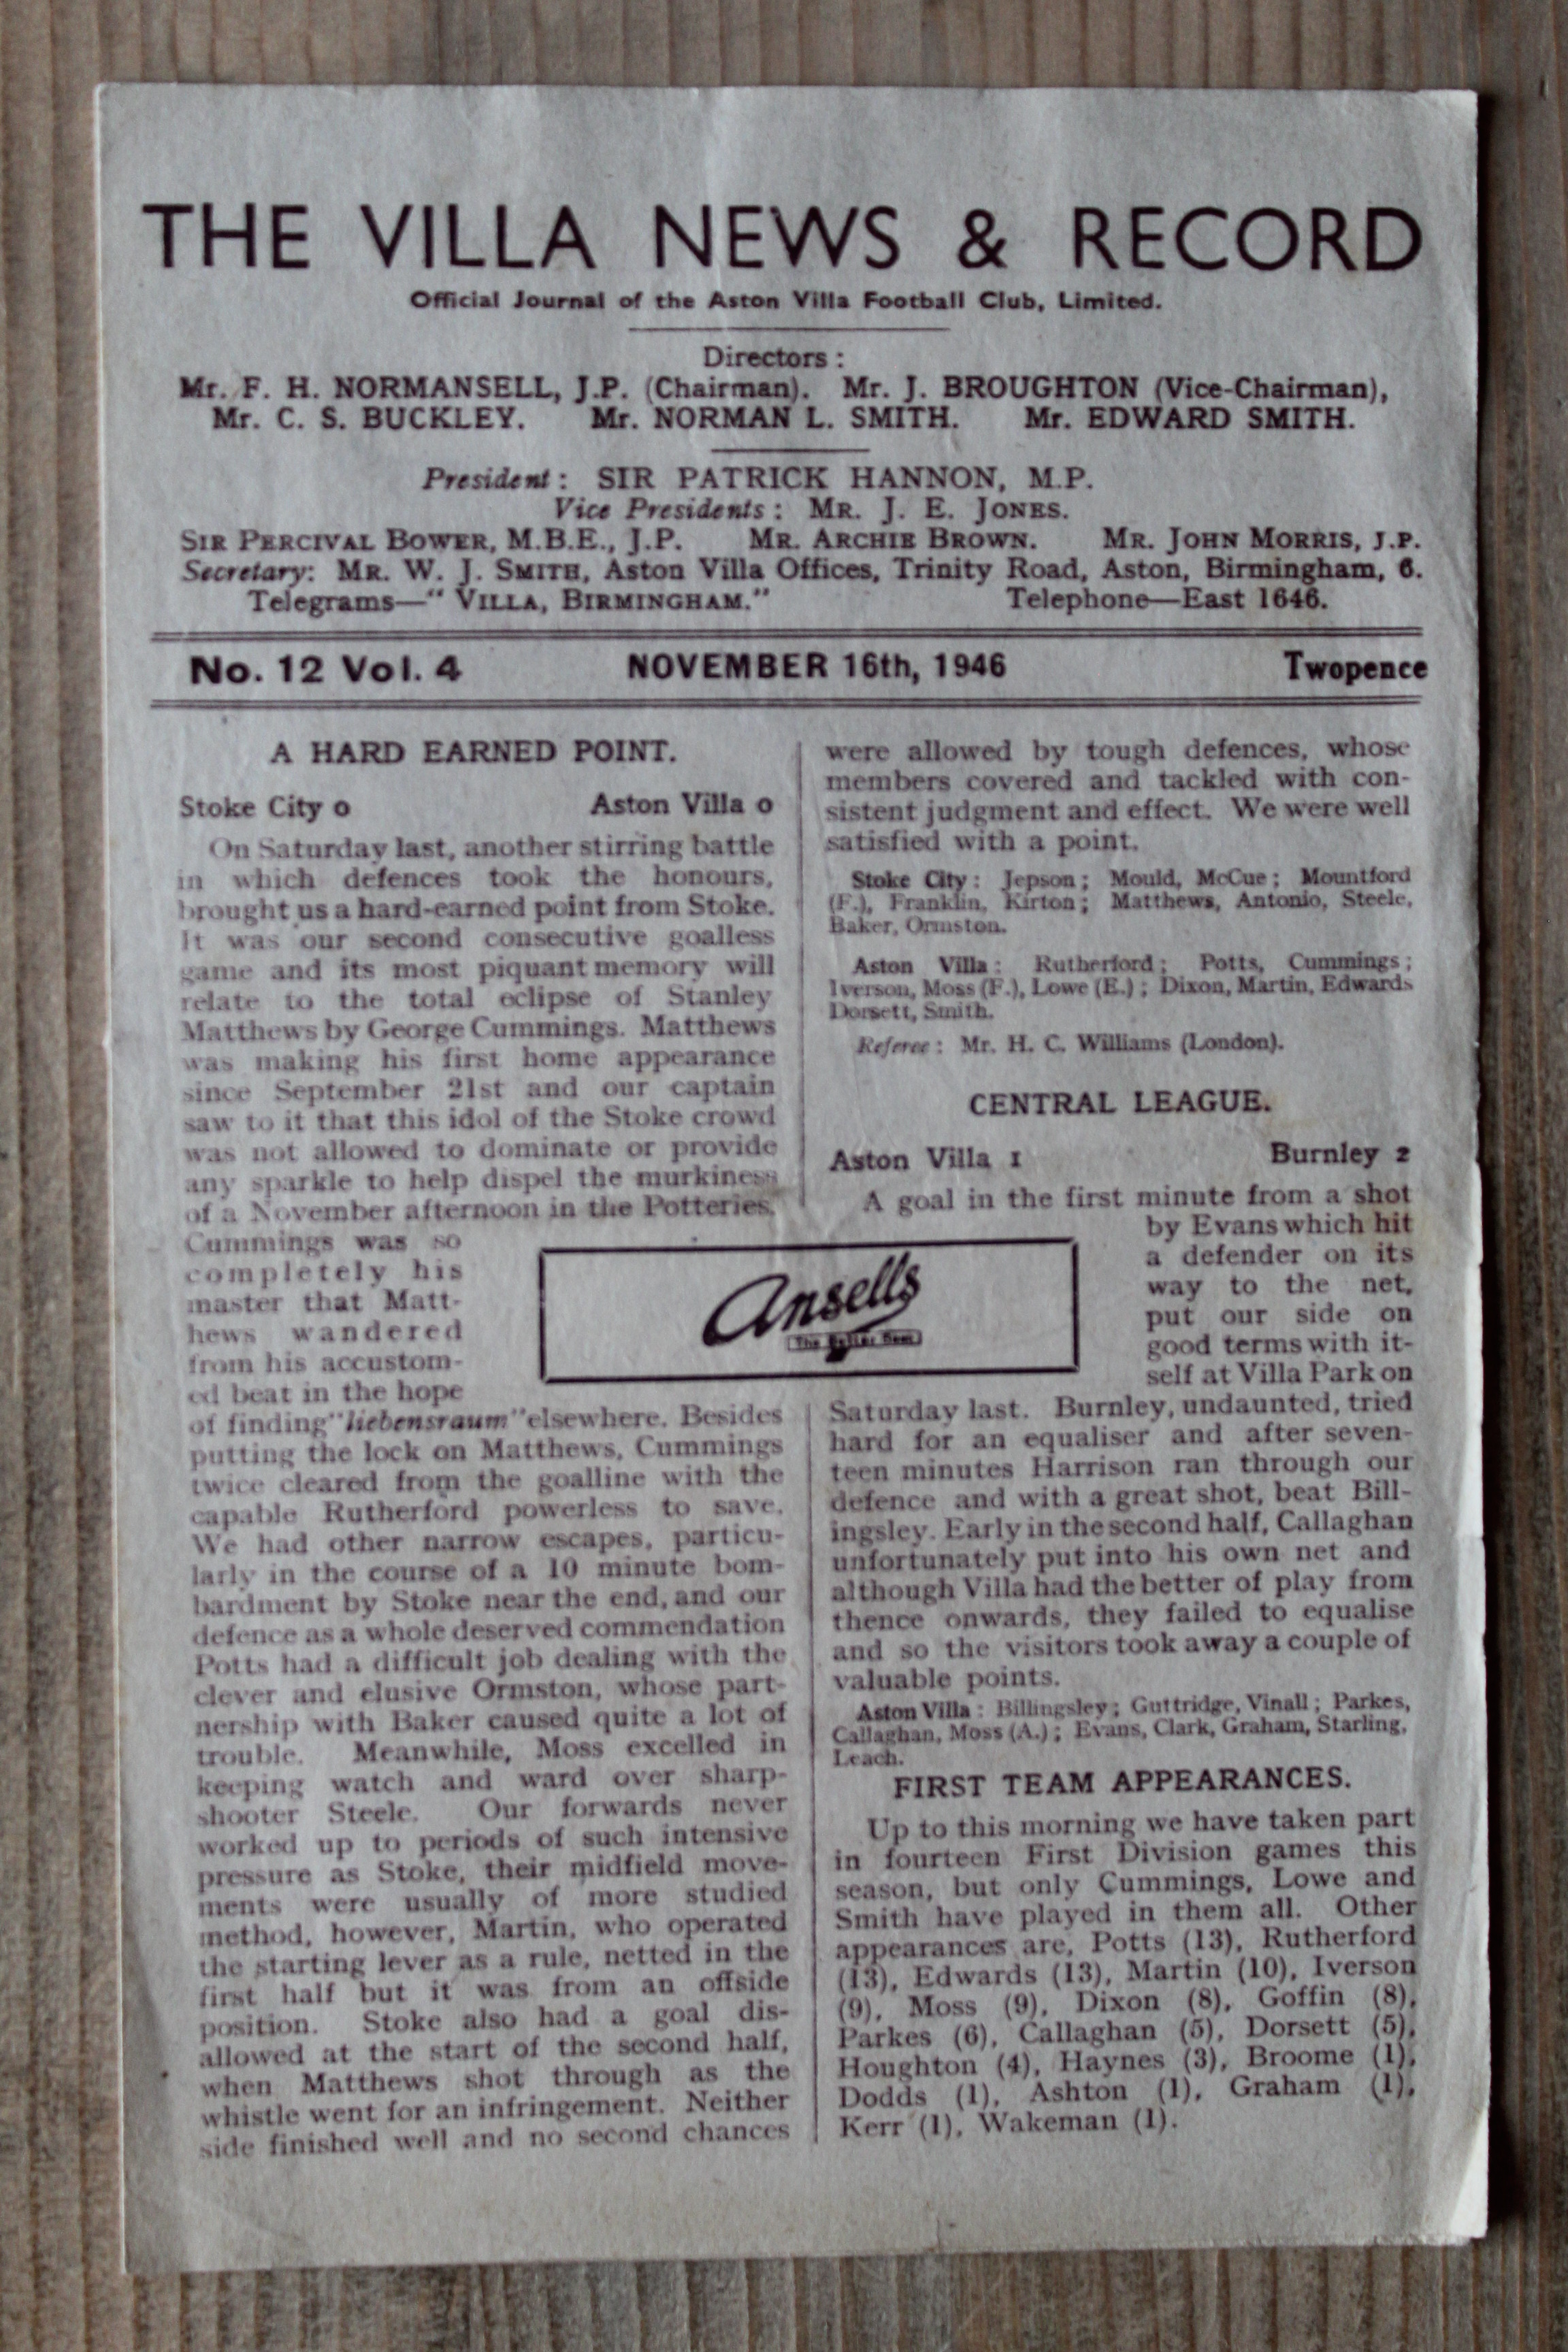 THE VILLA NEWS & RECORD
Official Journal of the Aston Villa Football Club, Limited.
Directors :
Mr. F. H. NORMANSELL, J.P. (Chairman). Mr. J. BROUGHTON (Vice-Chairman),
Mr. C. S. BUCKLEY. Mr. NORMAN L. SMITH. Mr. EDWARD SMITH.
President : SIR PATRICK HANNON, M.P.
Vice Presidents : MR. J. E. JONES.
SIR PERCIVAL BOWER, M.B.E., J.P. MR. ARCHIE BROWN. MR. JOHN MORRIS, J.P.
Secretary: MR. W. J. SMITH, Aston Villa Offices, Trinity Road, Aston, Birmingham, 6.
Telegrams—“ VILLA, BIRMINGHAM.” Telephone—East 1646.
No. 12 Vol. 4 NOVEMBER 16th, 1946 Twopence
A HARD EARNED POINT.
Stoke City 0 Aston Villa 0
On Saturday last, another stirring battle
in which defences took the honours,
brought us a hard-earned point from Stoke.
It was our second consecutive goalless
game and its most piquant memory will
relate to the total eclipse of Stanley
Matthews by George Cummings. Matthews
was making his first home appearance
since September 21st and our captain
saw to it that this idol of the Stoke crowd
was not allowed to dominate or provide
any sparkle to help dispel the murkiness
of a November afternoon in the Potteries.
Cummings was so
completely his
master that Matt-
hews wandered
from his accustom-
ed beat in the hope
of finding “liebensraum” elsewhere. Besides
putting the lock on Matthews, Cummings
twice cleared from the goalline with the
capable Rutherford powerless to save.
We had other narrow escapes, particu-
larly in the course of a 10 minute bom-
bardment by Stoke near the end, and our
defence as a whole deserved commendation
Potts had a difficult job dealing with the
clever and elusive Ormston, whose part-
nership with Baker caused quite a lot of
trouble. Meanwhile, Moss excelled in
keeping watch and ward over sharp-
shooter Steele. Our forwards never
worked up to periods of such intensive
pressure as Stoke, their midfield move-
ments were usually of more studied
method, however, Martin, who operated
the starting lever as a rule, netted in the
first half but it was from an offside
position. Stoke also had a goal dis-
allowed at the start of the second half,
when Matthews shot through as the
whistle went for an infringement. Neither
side finished well and no second chances
were allowed by tough defences, whose
members covered and tackled with con-
sistent judgment and effect. We were well
satisfied with a point.
Stoke City : Jepson ; Mould, McCue ; Mountford
(F.), Franklin, Kirton ; Matthews, Antonio, Steele,
Baker, Ormston.
Aston Villa : Rutherford ; Potts, Cummings ;
Iverson, Moss (F.), Lowe (E.) ; Dixon, Martin, Edwards
Dorsett, Smith.
Referee : Mr. H. C. Williams (London).
CENTRAL LEAGUE.
Aston Villa 1 Burnley 2
A goal in the first minute from a shot
by Evans which hit
a defender on its
way to the net,
put our side on
good terms with it-
self at Villa Park on
Saturday last. Burnley, undaunted, tried
hard for an equaliser and after seven-
teen minutes Harrison ran through our
defence and with a great shot, beat Bill-
ingsley. Early in the second half, Callaghan
unfortunately put into his own net and
although Villa had the better of play from
thence onwards, they failed to equalise
and so the visitors took away a couple of
valuable points.
Aston Villa : Billingsley ; Guttridge, Vinall ; Parkes,
Callaghan, Moss (A.) ; Evans, Clark, Graham, Starling,
Leach.
FIRST TEAM APPEARANCES.
Up to this morning we have taken part
in fourteen First Division games this
season, but only Cummings, Lowe and
Smith have played in them all. Other
appearances are, Potts (13), Rutherford
(13), Edwards (13), Martin (10), Iverson
(9), Moss (9), Dixon (8), Goffin (8),
Parkes (6), Callaghan (5), Dorsett (5),
Houghton (4), Haynes (3), Broome (1),
Dodds (1), Ashton (1), Graham (1),
Kerr (1), Wakeman (1).
Ansells
The Better Beer